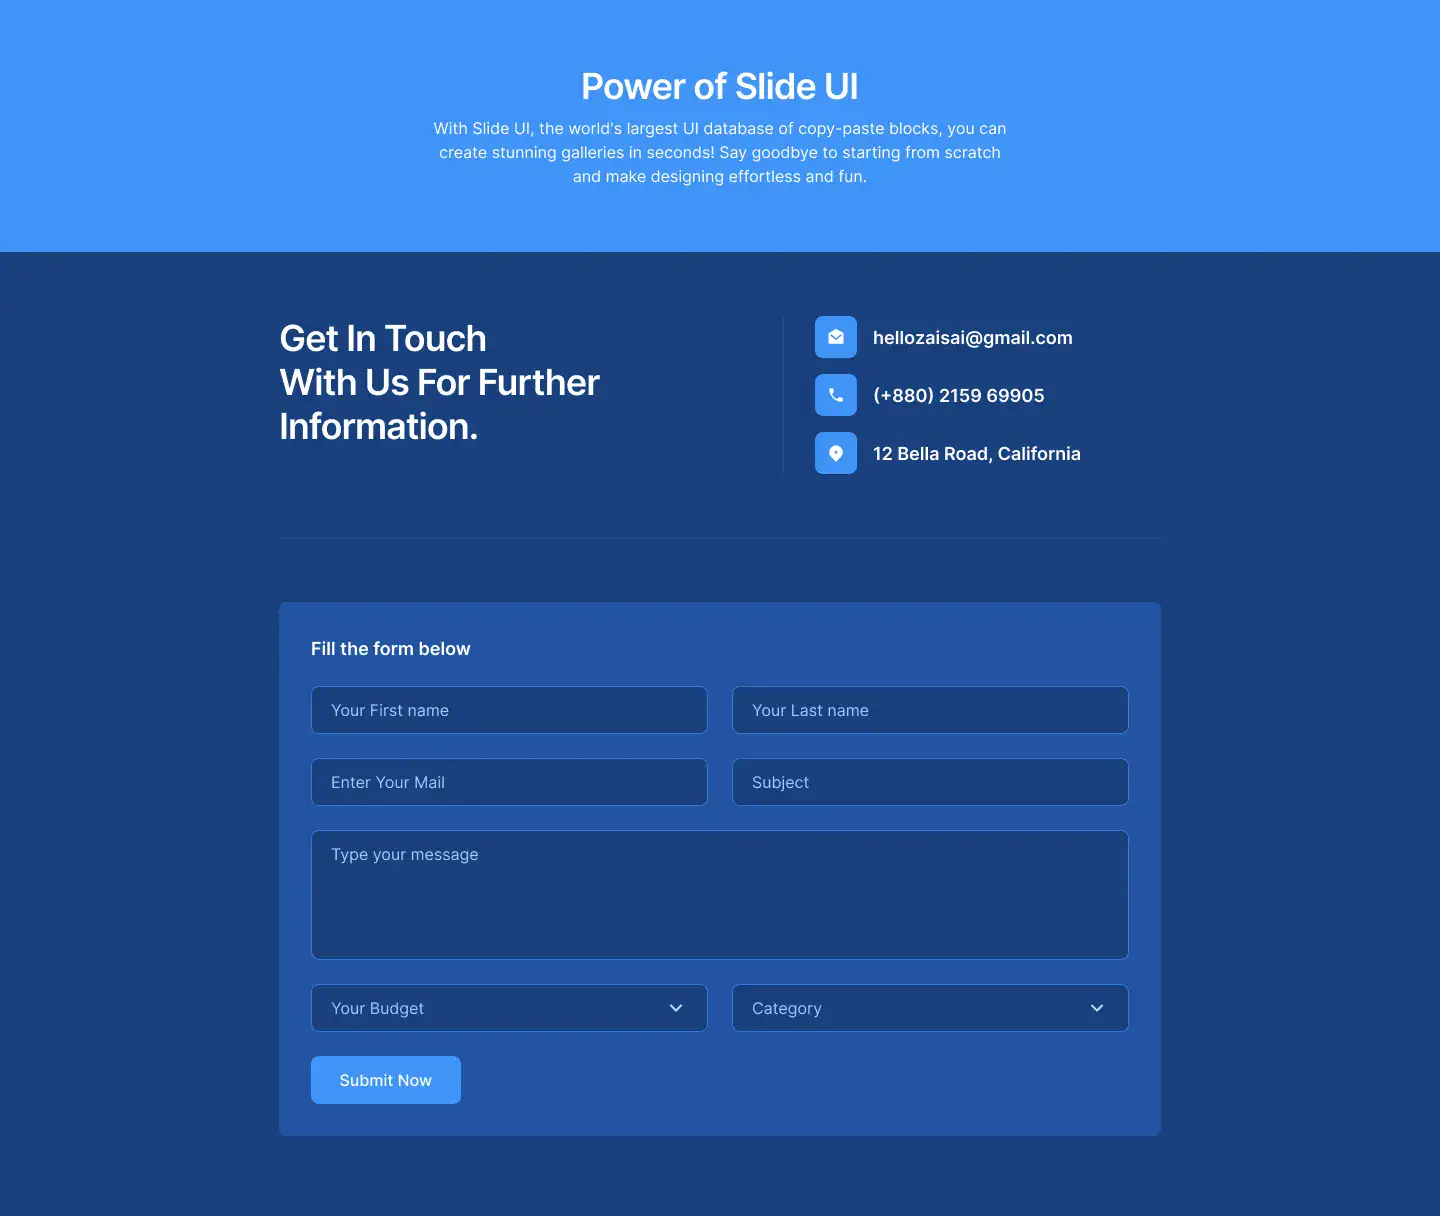 Power of Slide UI
With Slide UI, the world's largest UI database of copy-paste blocks, you can
create stunning galleries in seconds! Say goodbye to starting from scratch
and make designing effortless and fun.
Get In Touch
With Us For Further
Information.
hellozaisai@gmail.com
(+880) 2159 69905
12 Bella Road, California
Fill the form below
Your First name
Your Last name
Enter Your Mail
Subject
Type your message
Your Budget
Category
Submit Now